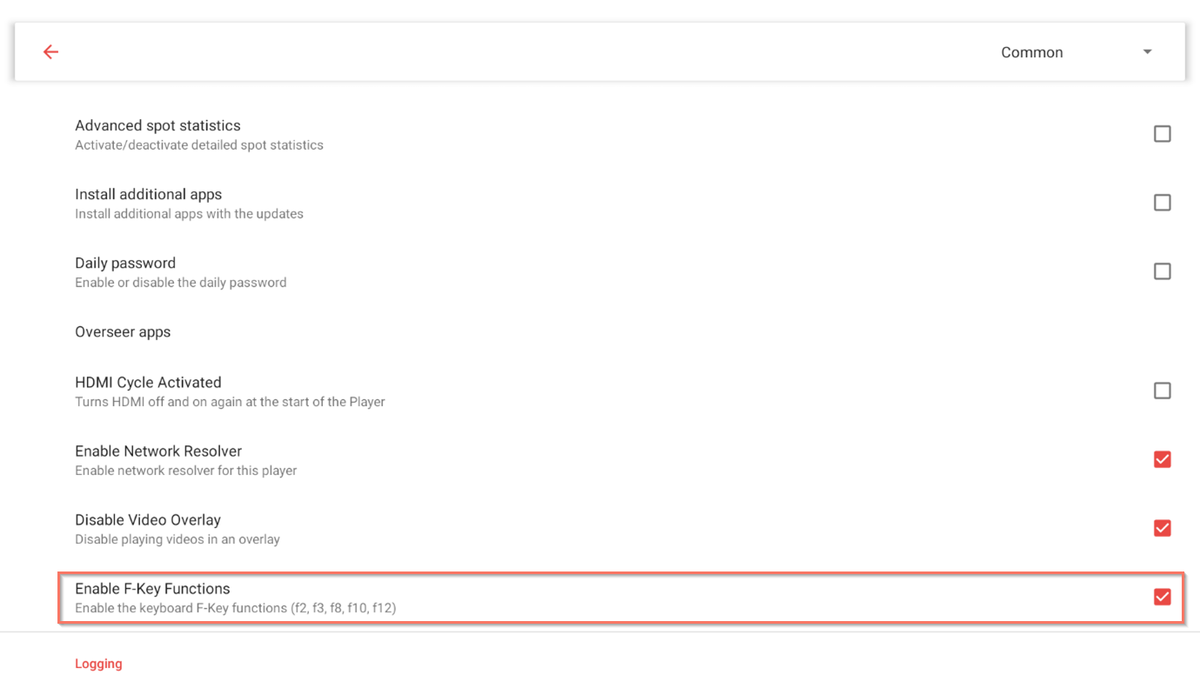 Common
Advanced spot statistics
Activate/deactivate detailed spot statistics
Install additional apps
Install additional apps with the updates
Daily password
Enable or disable the daily password
Overseer apps
HDMI Cycle Activated
Turns HDMI off and on again at the start of the Player
Enable Network Resolver
Enable network resolver for this player
Disable Video Overlay
Disable playing videos in an overlay
Enable F-Key Functions
Enable the keyboard F-Key functions (f2, f3, f8, f10, f12)
Logging